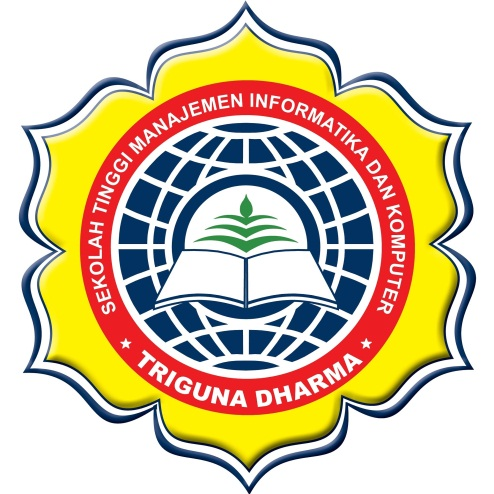 SEKOLAH TINGGI MANAJEMEN INFORMATIKA DAN KOMPUTER
TRIGUNA DHARMA